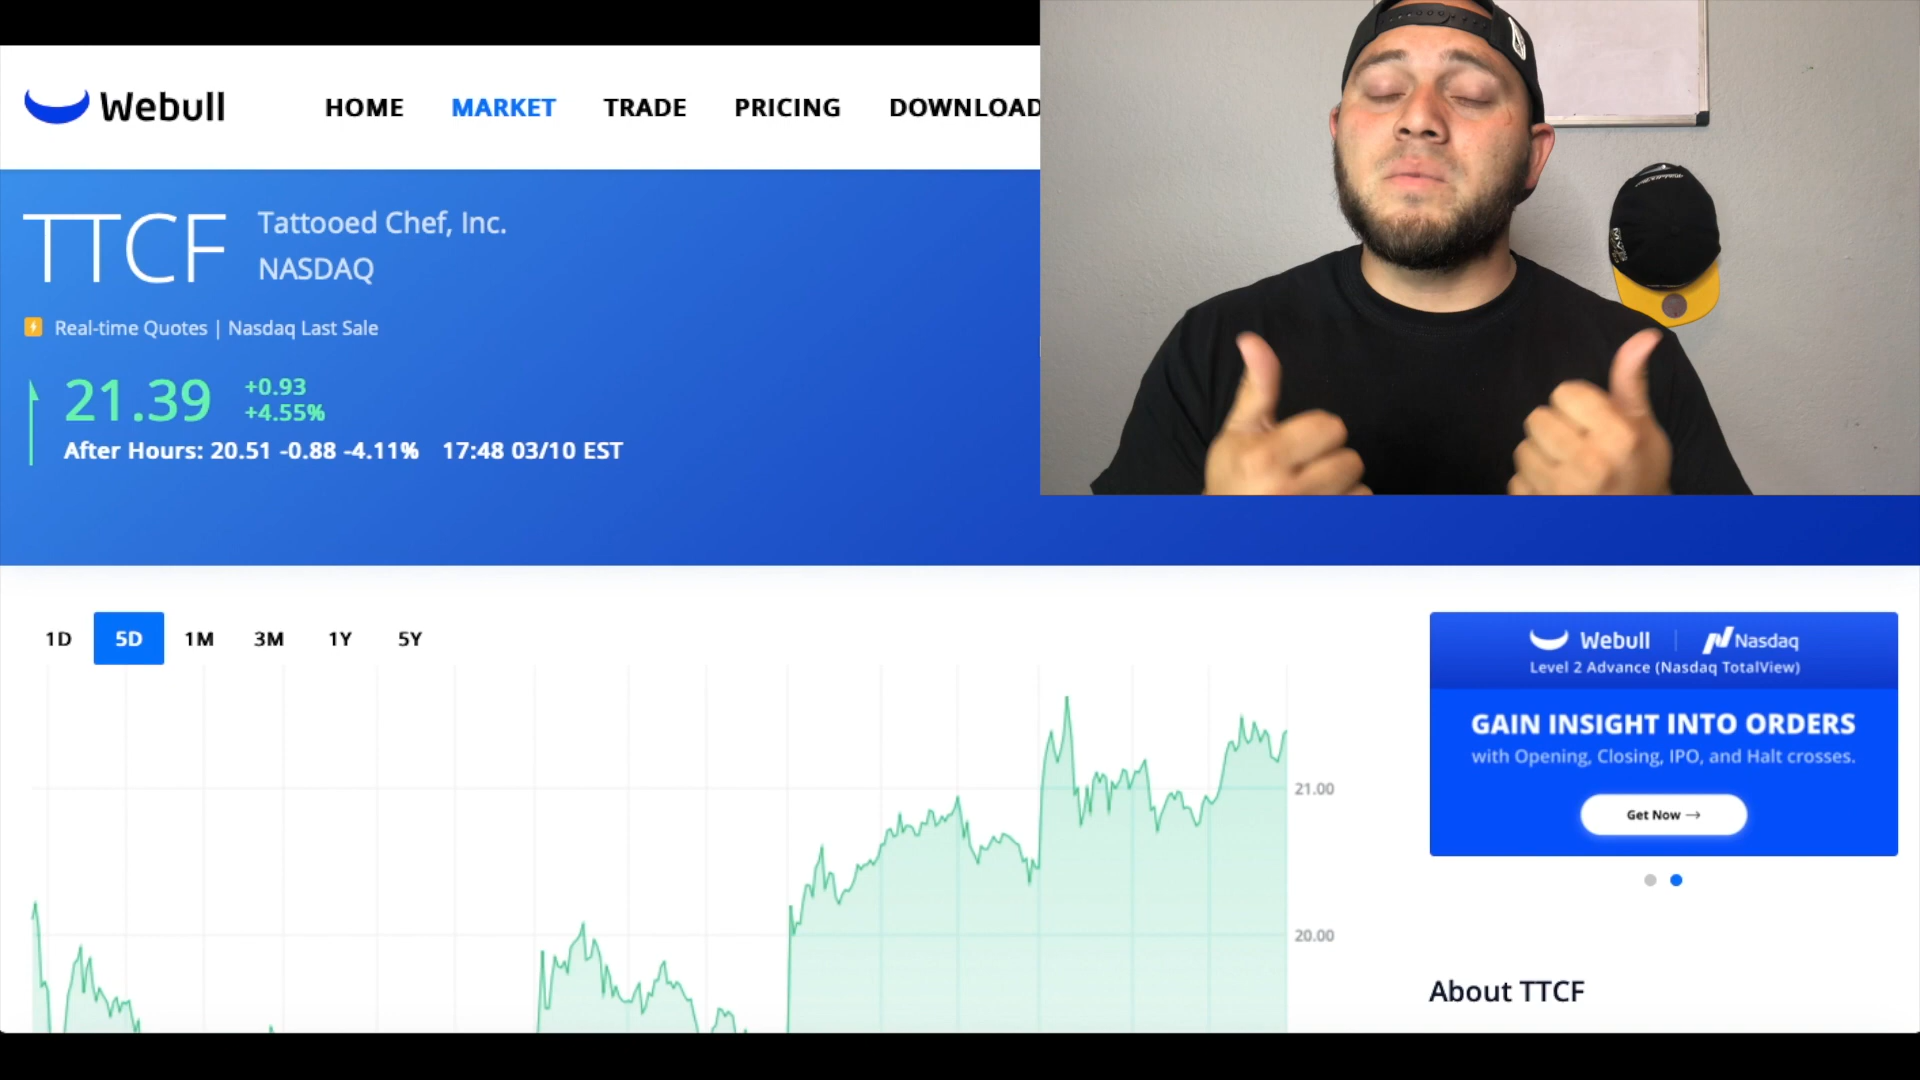 Webull
HOME MARKET TRADE PRICING DOWNLOAD
TTCF
Tattooed Chef, Inc.
NASDAQ
Real-time Quotes | Nasdaq Last Sale
21.39
+0.93
+4.55%
After Hours: 20.51 -0.88 -4.11% 17:48 03/10 EST
1D 5D 1M 3M 1Y 5Y
21.00
20.00
Webull | Nasdaq
Level 2 Advance (Nasdaq TotalView)
GAIN INSIGHT INTO ORDERS
with Opening, Closing, IPO, and Halt crosses.
Get Now →
About TTCF